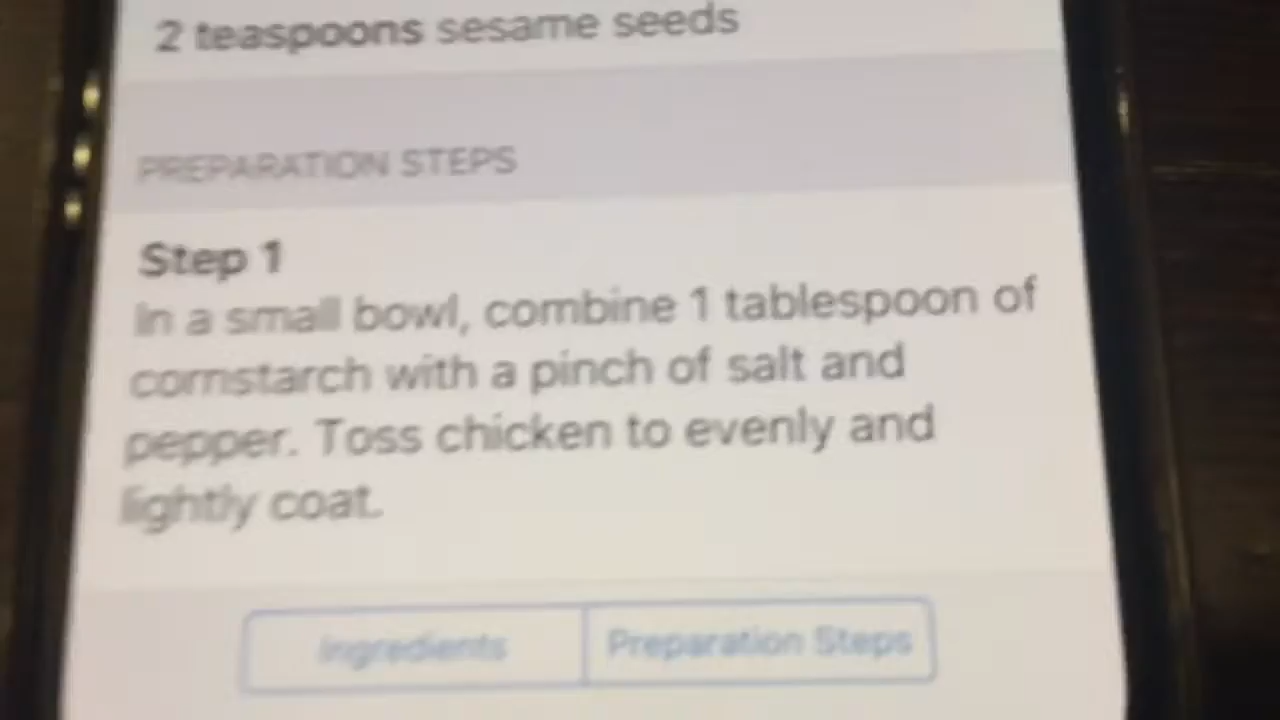 2 teaspoons sesame seeds
PREPARATION STEPS
Step 1
In a small bowl, combine 1 tablespoon of
cornstarch with a pinch of salt and
pepper. Toss chicken to evenly and
lightly coat.
Ingredients
Preparation Steps